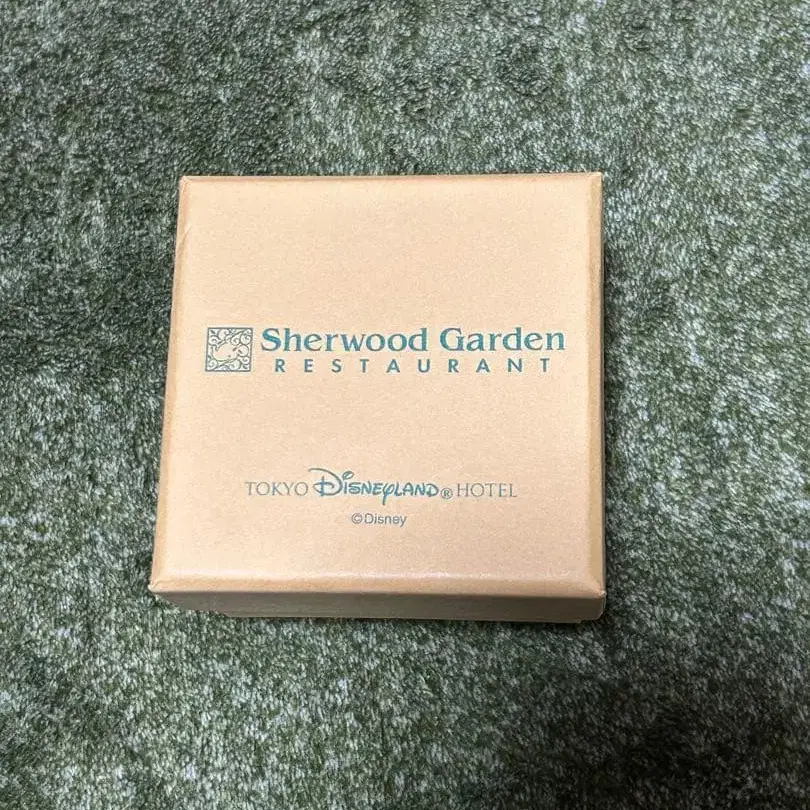 Sherwood Garden
RESTAURANT
TOKYO DISNEYLAND® HOTEL
©Disney